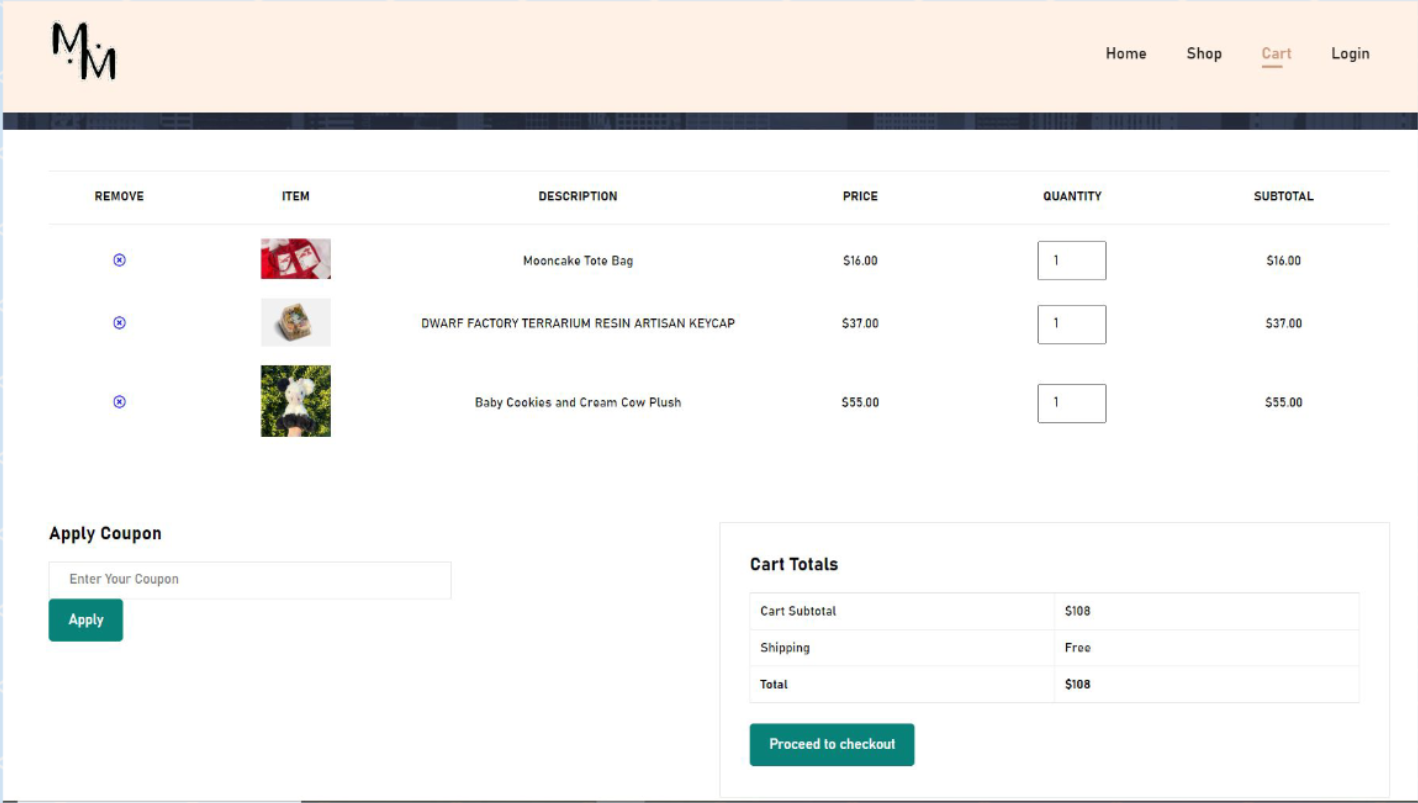 M.M
Home Shop Cart Login
REMOVE ITEM DESCRIPTION PRICE QUANTITY SUBTOTAL
Mooncake Tote Bag $16.00 1 $16.00
DWARF FACTORY TERRARIUM RESIN ARTISAN KEYCAP $37.00 1 $37.00
Baby Cookies and Cream Cow Plush $55.00 1 $55.00
Apply Coupon
Enter Your Coupon
Apply
Cart Totals
Cart Subtotal $108
Shipping Free
Total $108
Proceed to checkout